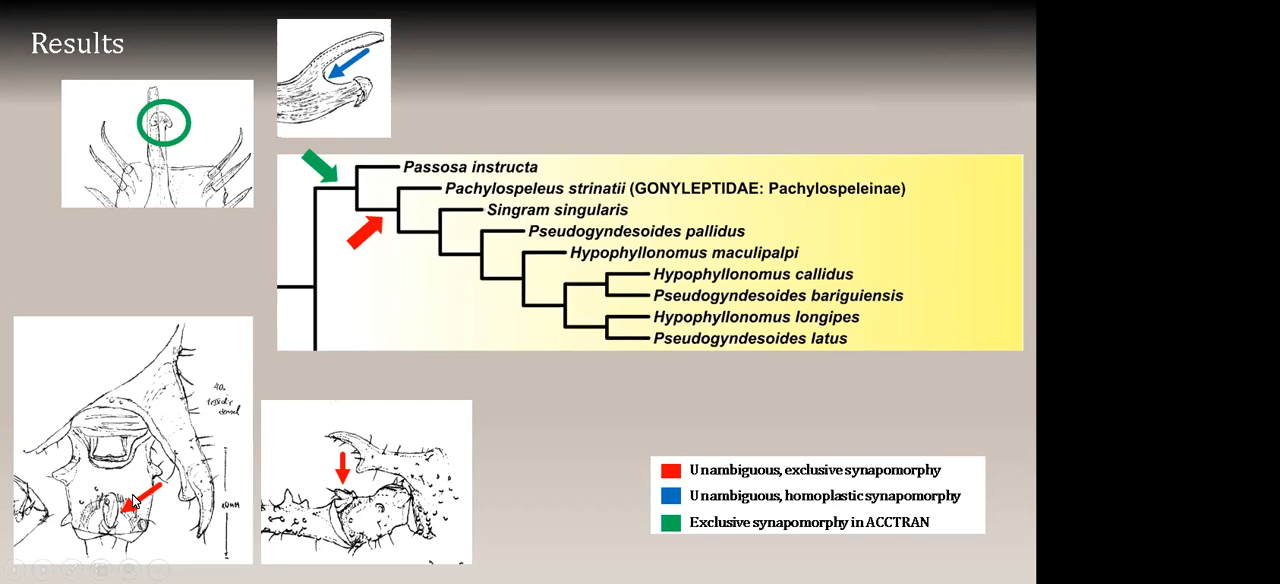 Results
Passosa instructa
Pachylospeleus strinatii (GONYLEPTIDAE: Pachylospeleinae)
Singram singularis
Pseudogyndesoides pallidus
Hypophyllonomus maculipalpi
Hypophyllonomus callidus
Pseudogyndesoides bariguiensis
Hypophyllonomus longipes
Pseudogyndesoides latus
40.
Unambiguous, exclusive synapomorphy
Unambiguous, homoplastic synapomorphy
Exclusive synapomorphy in ACCTRAN